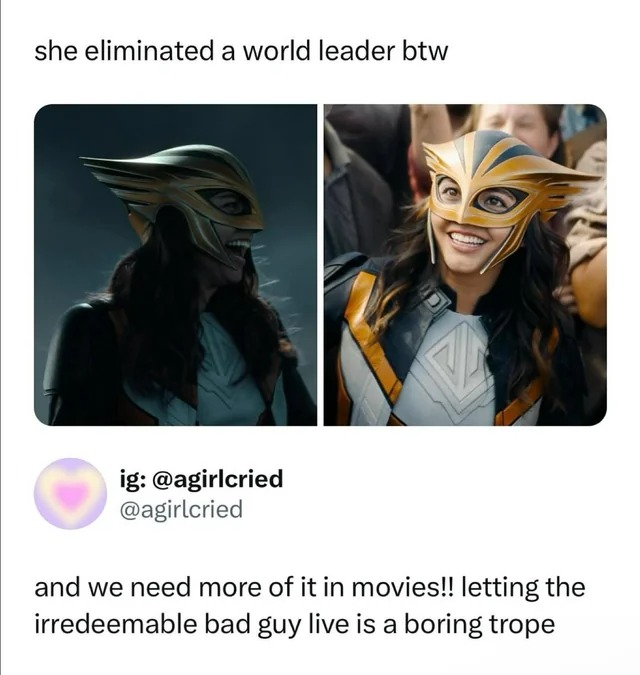 she eliminated a world leader btw
ig: @agirlcried
@agirlcried
and we need more of it in movies!! letting the
irredeemable bad guy live is a boring trope